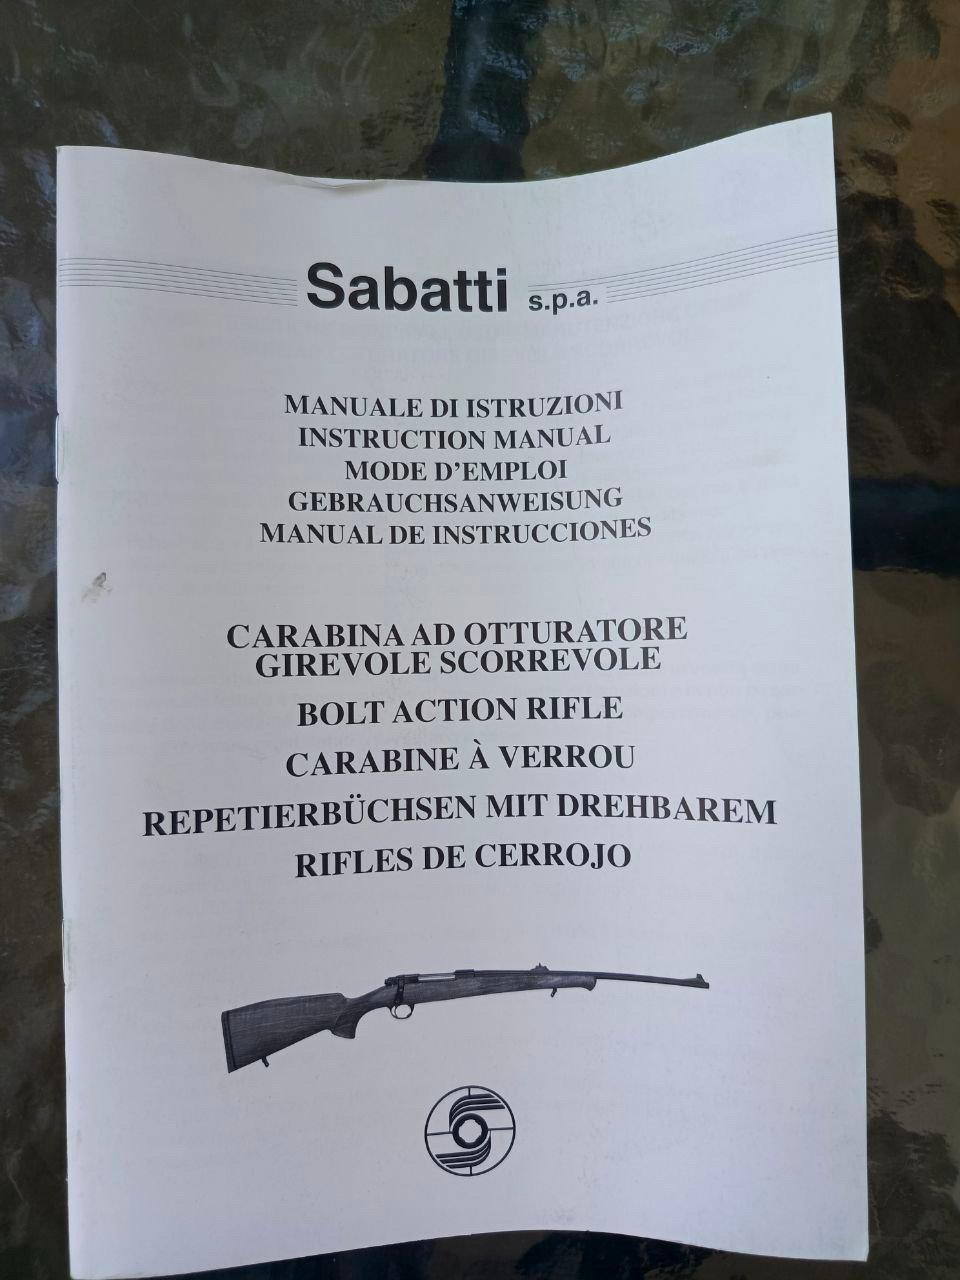 Sabatti s.p.a.
MANUALE DI ISTRUZIONI
INSTRUCTION MANUAL
MODE D'EMPLOI
GEBRAUCHSANWEISUNG
MANUAL DE INSTRUCCIONES
CARABINA AD OTTURATORE
GIREVOLE SCORREVOLE
BOLT ACTION RIFLE
CARABINE À VERROU
REPETIERBÜCHSEN MIT DREHBAREM
RIFLES DE CERROJO